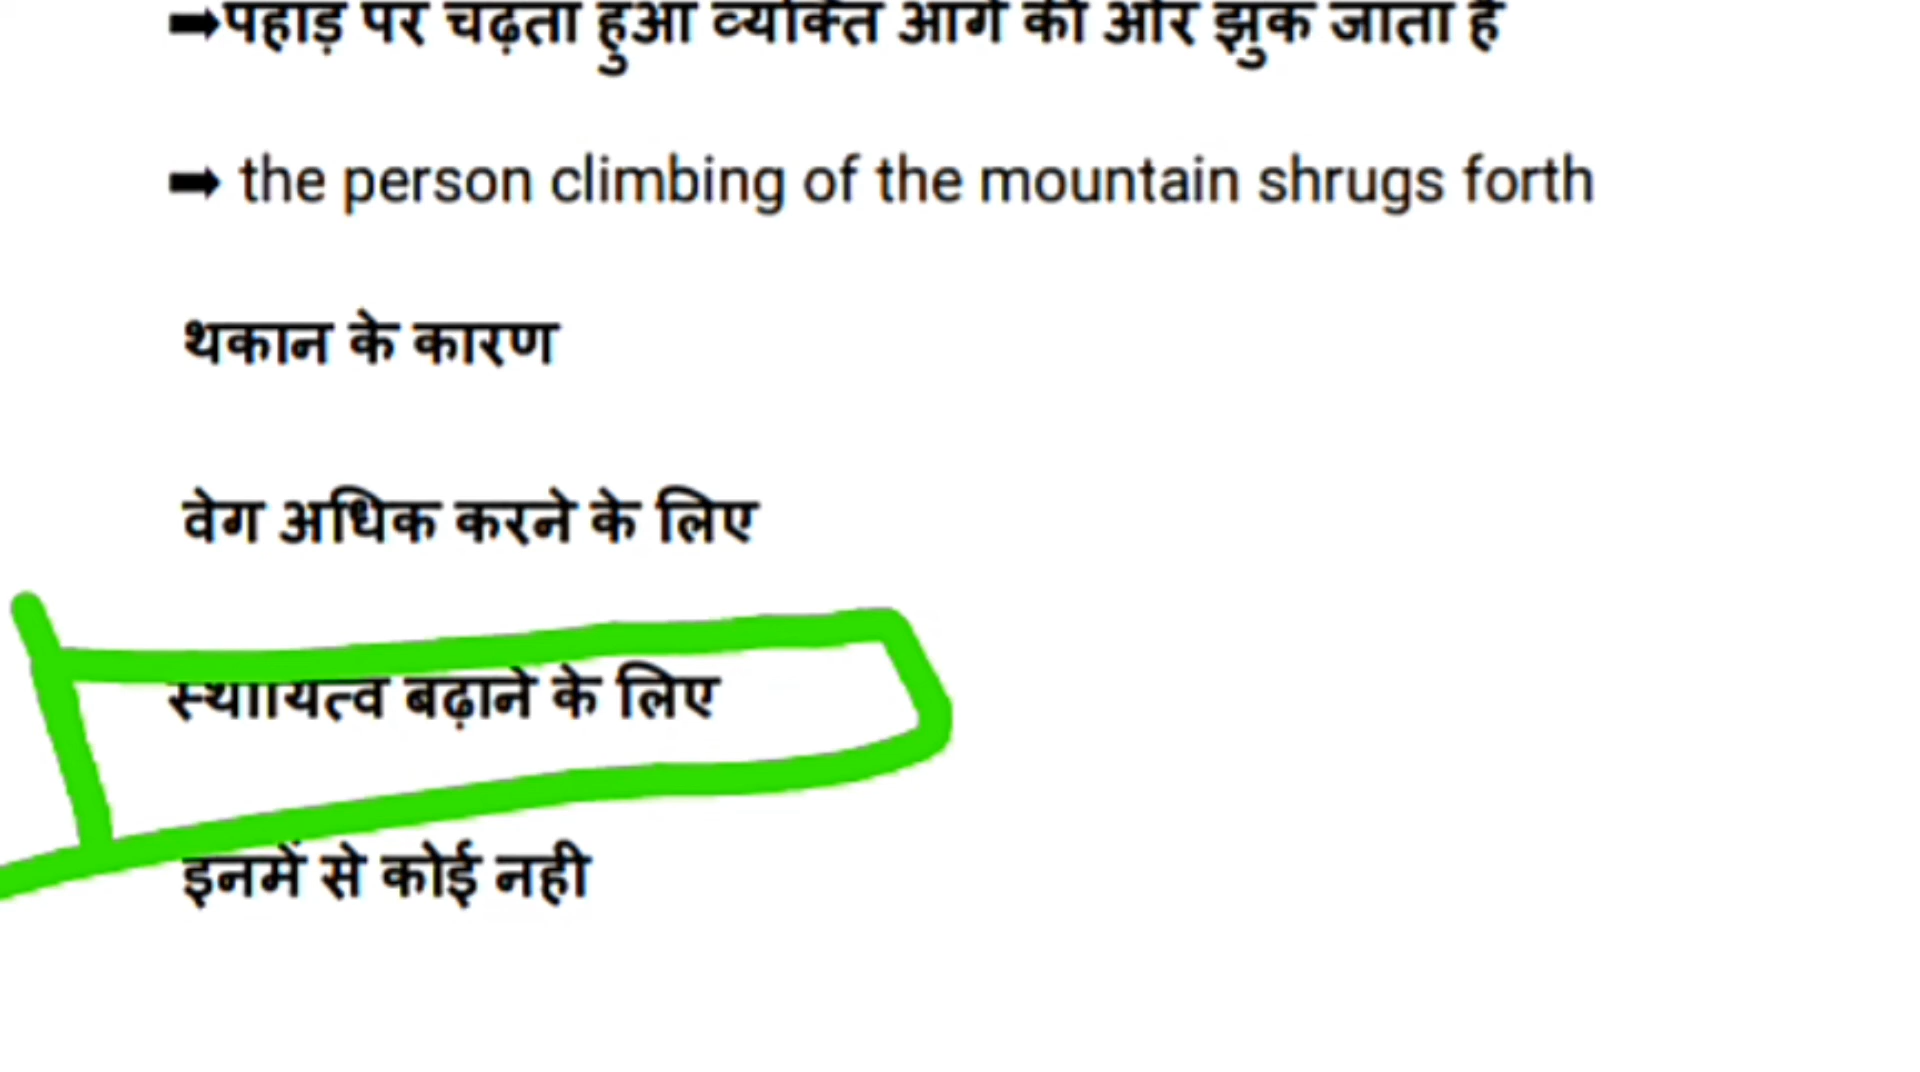 ➡पहाड़ पर चढ़ता हुआ व्यक्ति आगे की ओर झुक जाता है
➡ the person climbing of the mountain shrugs forth
थकान के कारण
वेग अधिक करने के लिए
स्थायित्व बढ़ाने के लिए
इनमें से कोई नही